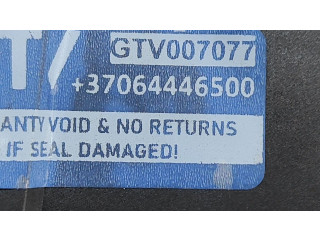 GTV007077
+37064446500
ANTY VOID & NO RETURNS
IF SEAL DAMAGED!